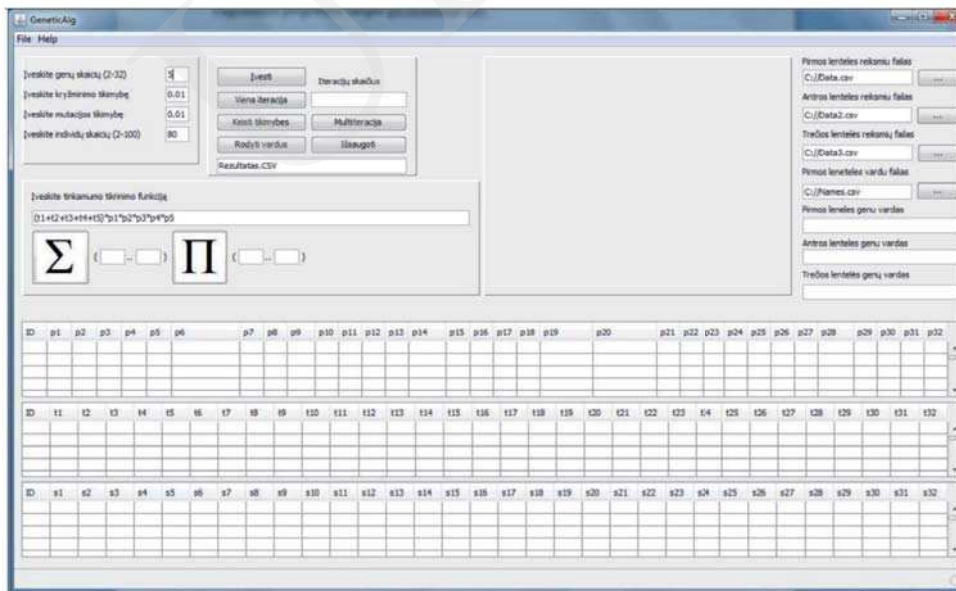 GeneticAlg
File Help
Įveskite genų skaičių (2-32) 5
Įveskite kryžminimo tikimybę 0.01
Įveskite mutacijos tikimybę 0.01
Įveskite individų skaičių (2-100) 80
Įvesti
Iteracijų skaičius
Viena iteracija
Keisti tikimybes Multiiteracija
Rodyti vardus Išsaugoti
Rezultatas.CSV
Įveskite tinkamumo tikrinimo funkciją
(t1+t2+t3+t4+t5)*p1*p2*p3*p4*p5
Σ ( .. ) Π ( .. )
Pirmos lenteles reiksmiu failas
C://Data.csv ...
Antros lenteles reiksmiu failas
C://Data2.csv ...
Trečios lentelės reiksmių failas
C://Data3.csv ...
Pirmos leneteles vardu failas
C://Names.csv ...
Pirmos leneles genu vardas
Antros lenteles genu vardas
Trečios lentelės genų vardas
ID p1 p2 p3 p4 p5 p6 p7 p8 p9 p10 p11 p12 p13 p14 p15 p16 p17 p18 p19 p20 p21 p22 p23 p24 p25 p26 p27 p28 p29 p30 p31 p32
ID t1 t2 t3 t4 t5 t6 t7 t8 t9 t10 t11 t12 t13 t14 t15 t16 t17 t18 t19 t20 t21 t22 t23 t;4 t25 t26 t27 t28 t29 t30 t31 t32
ID s1 s2 s3 s4 s5 s6 s7 s8 s9 s10 s11 s12 s13 s14 s15 s16 s17 s18 s19 s20 s21 s22 s23 s24 s25 s26 s27 s28 s29 s30 s31 s32